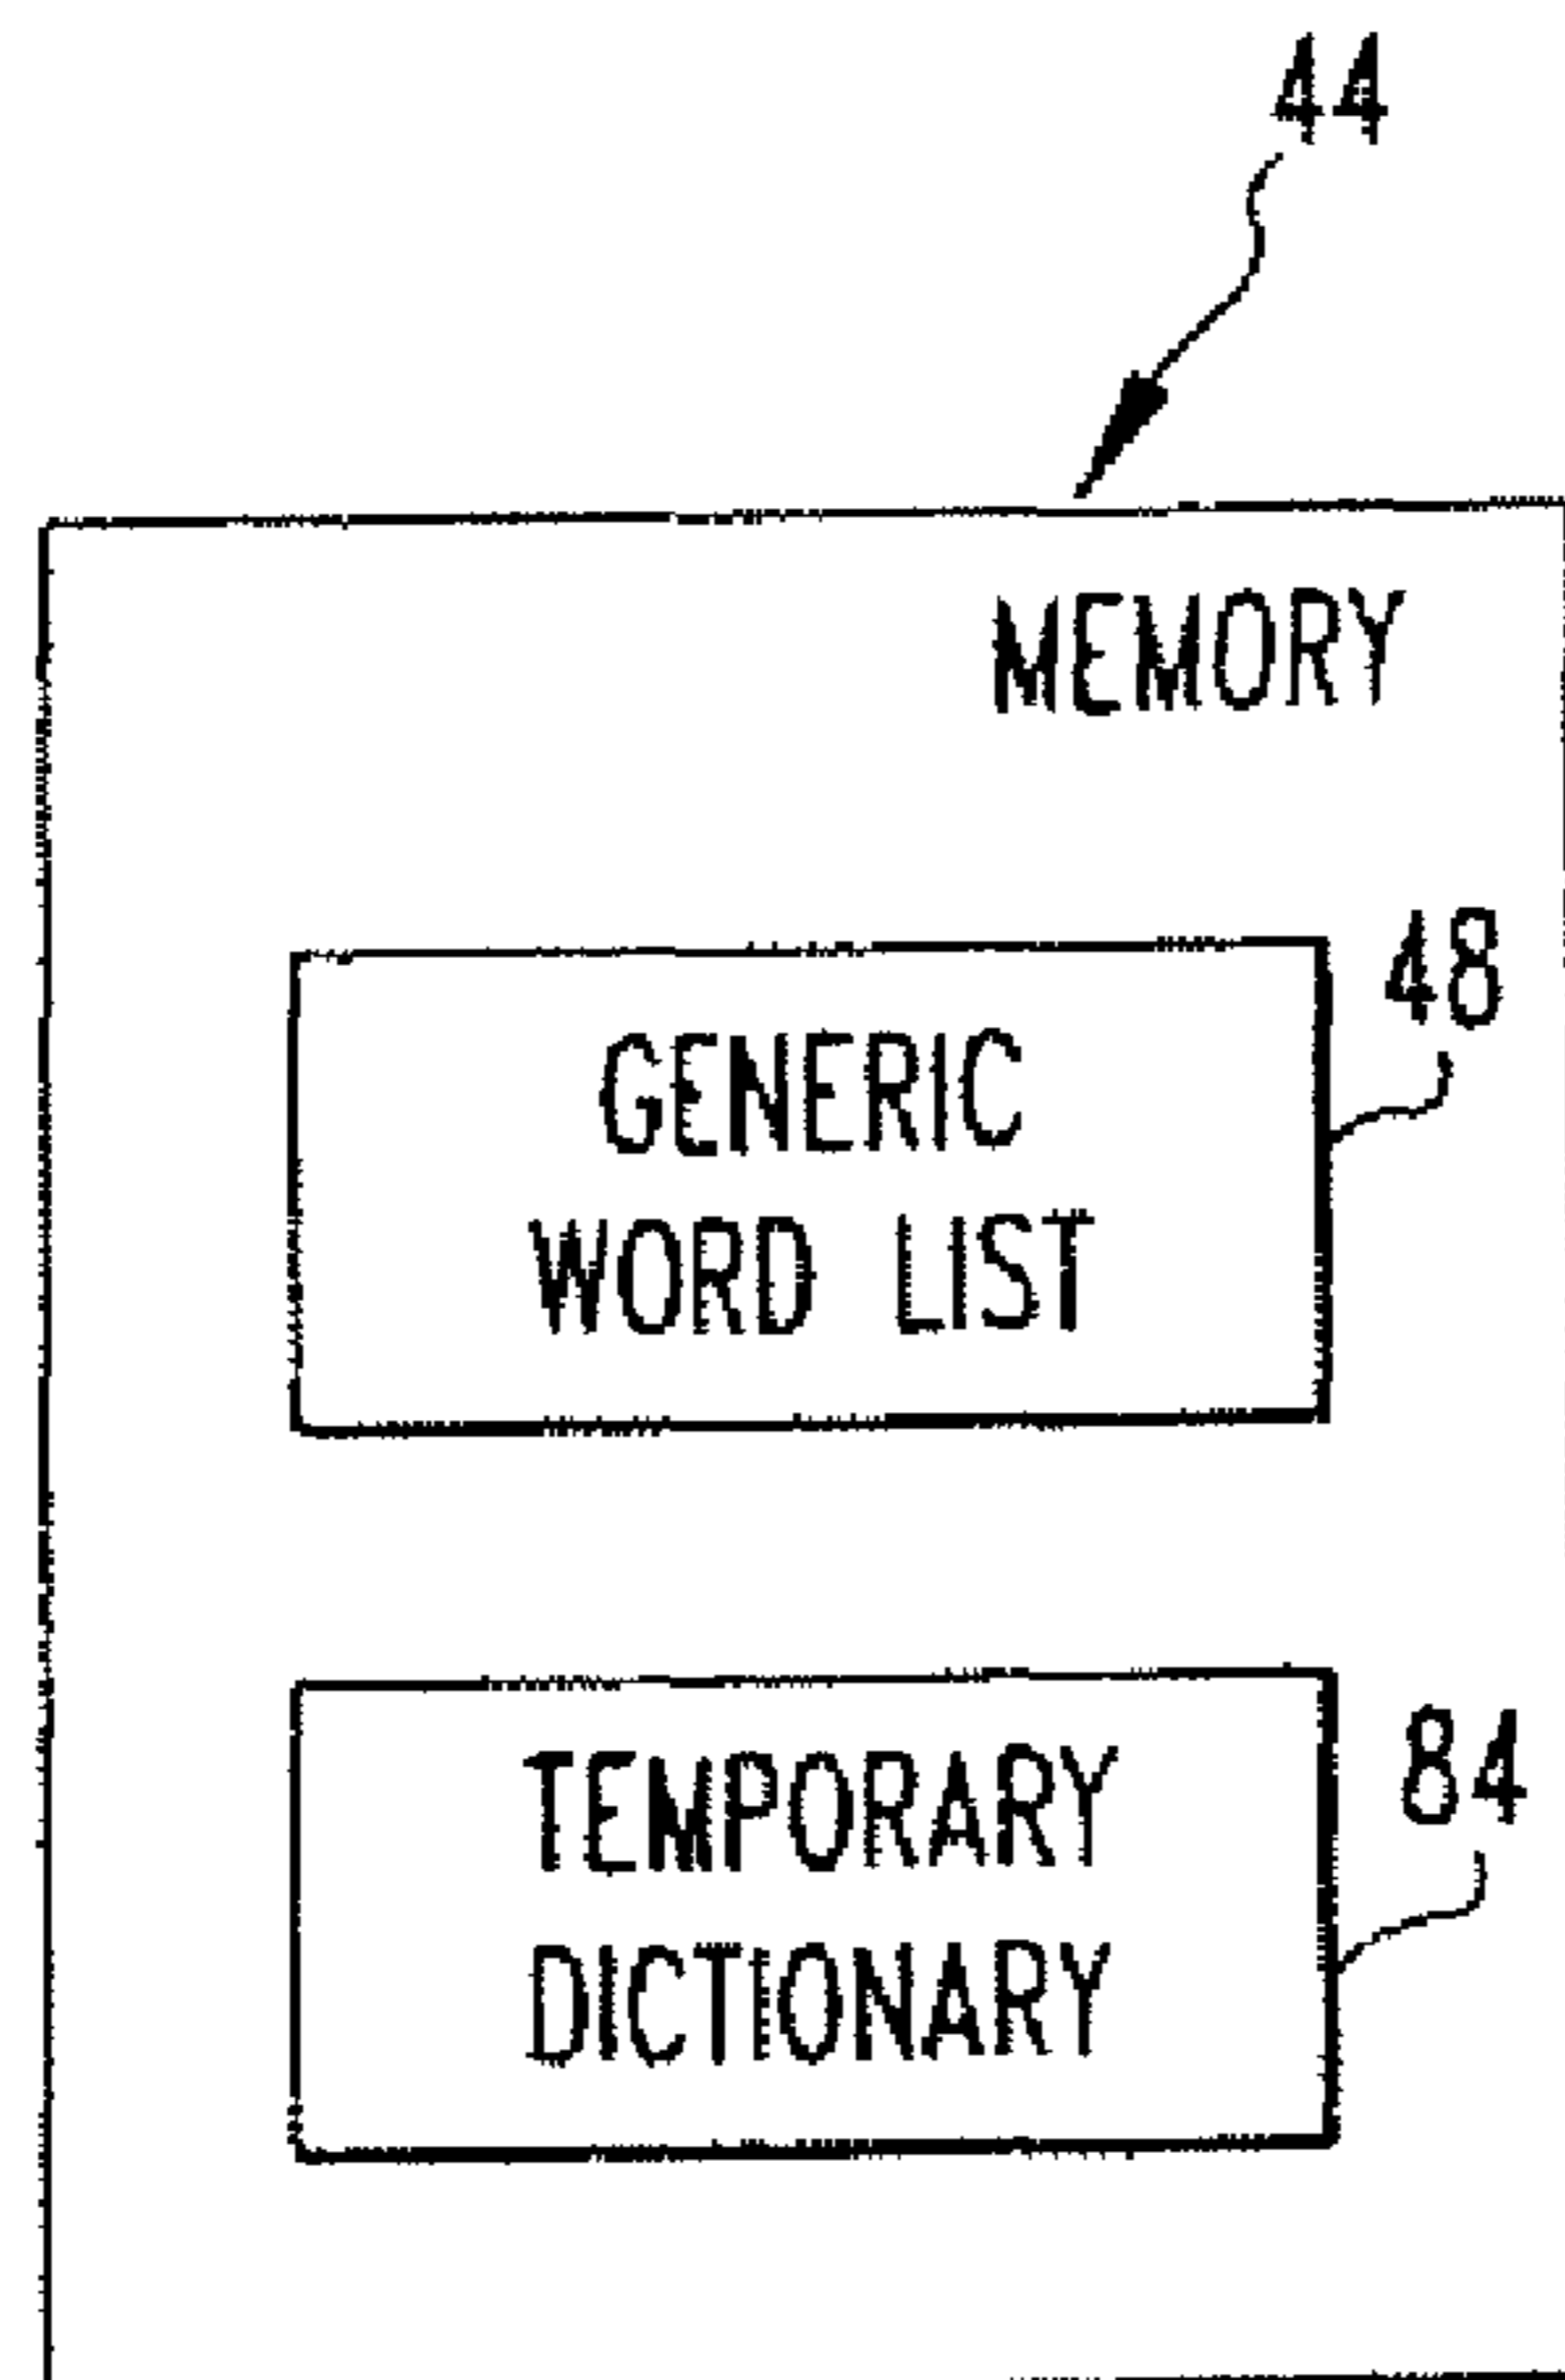 44
MEMORY
48
GENERIC
WORD LIST
84
TEMPORARY
DICTIONARY